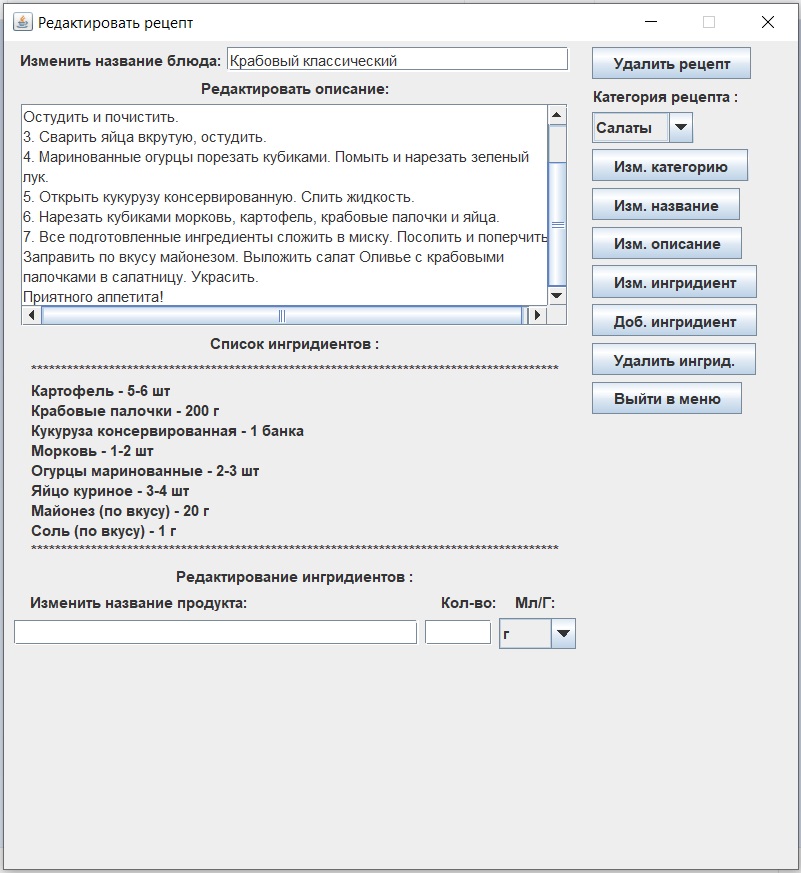 Редактировать рецепт
Изменить название блюда: Крабовый классический
Удалить рецепт
Редактировать описание:
Категория рецепта :
Остудить и почистить.
3. Сварить яйца вкрутую, остудить.
4. Маринованные огурцы порезать кубиками. Помыть и нарезать зеленый
лук.
5. Открыть кукурузу консервированную. Слить жидкость.
6. Нарезать кубиками морковь, картофель, крабовые палочки и яйца.
7. Все подготовленные ингредиенты сложить в миску. Посолить и поперчить
Заправить по вкусу майонезом. Выложить салат Оливье с крабовыми
палочками в салатницу. Украсить.
Приятного аппетита!
Салаты
Изм. категорию
Изм. название
Изм. описание
Изм. ингридиент
Доб. ингридиент
Удалить ингрид.
Выйти в меню
Список ингридиентов :
****************************************************************************************
Картофель - 5-6 шт
Крабовые палочки - 200 г
Кукуруза консервированная - 1 банка
Морковь - 1-2 шт
Огурцы маринованные - 2-3 шт
Яйцо куриное - 3-4 шт
Майонез (по вкусу) - 20 г
Соль (по вкусу) - 1 г
****************************************************************************************
Редактирование ингридиентов :
Изменить название продукта: Кол-во: Мл/Г:
г